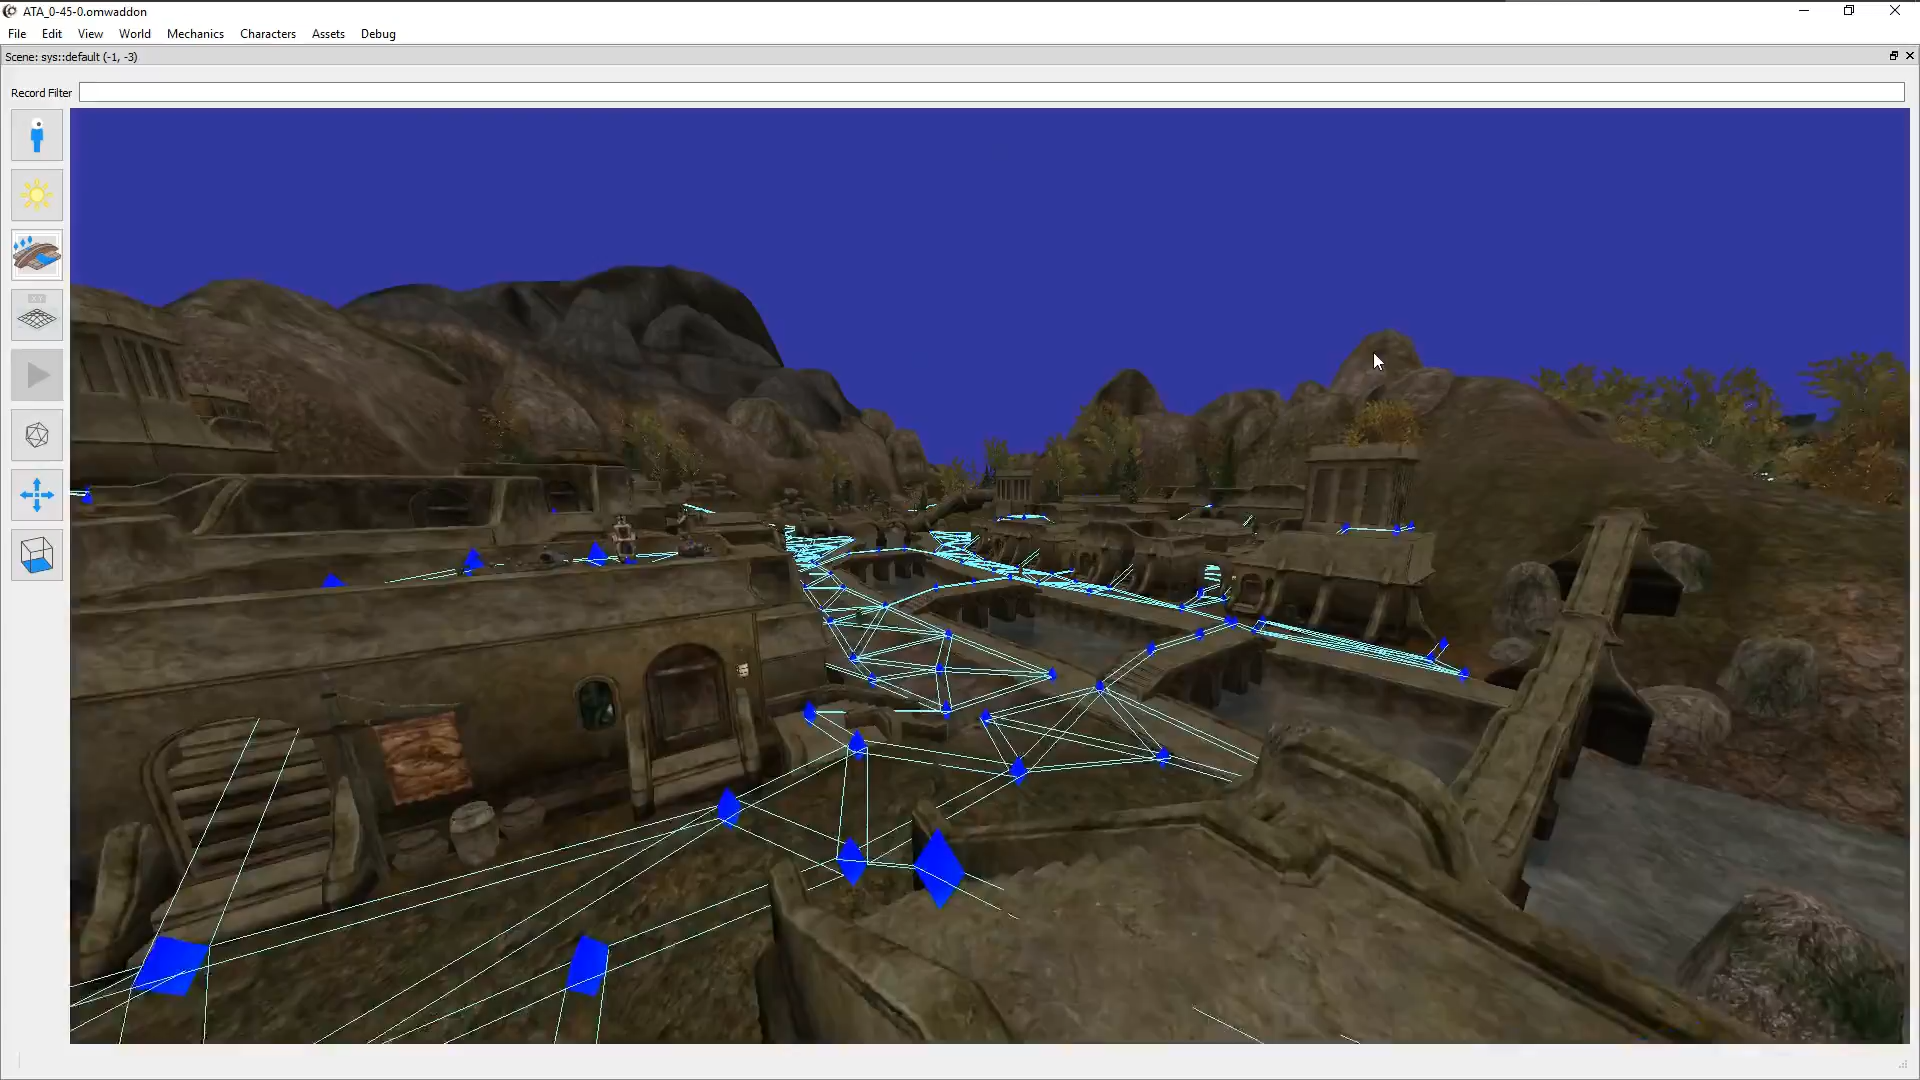 ATA_0-45-0.omwaddon
File Edit View World Mechanics Characters Assets Debug
Scene: sys::default (-1, -3)
Record Filter